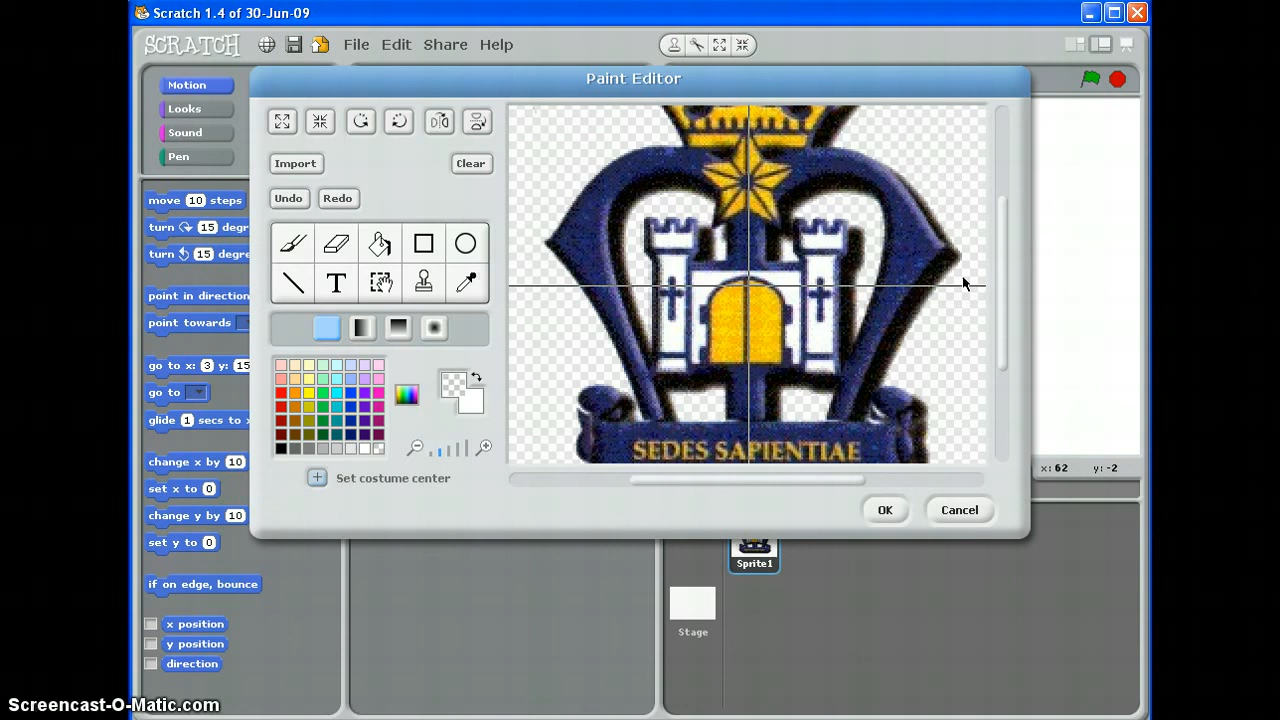 Scratch 1.4 of 30-Jun-09
SCRATCH
File Edit Share Help
Paint Editor
Motion
Looks
Sound
Pen
Import
Clear
Undo
Redo
move 10 steps
turn 15 degr
turn 15 degre
point in direction
point towards
go to x: 3 y: 15
go to
glide 1 secs to x
change x by 10
set x to 0
change y by 10
set y to 0
if on edge, bounce
x position
y position
direction
T
SEDES SAPIENTIAE
Set costume center
OK
Cancel
x: 62 y: -2
Sprite1
Stage
Screencast-O-Matic.com